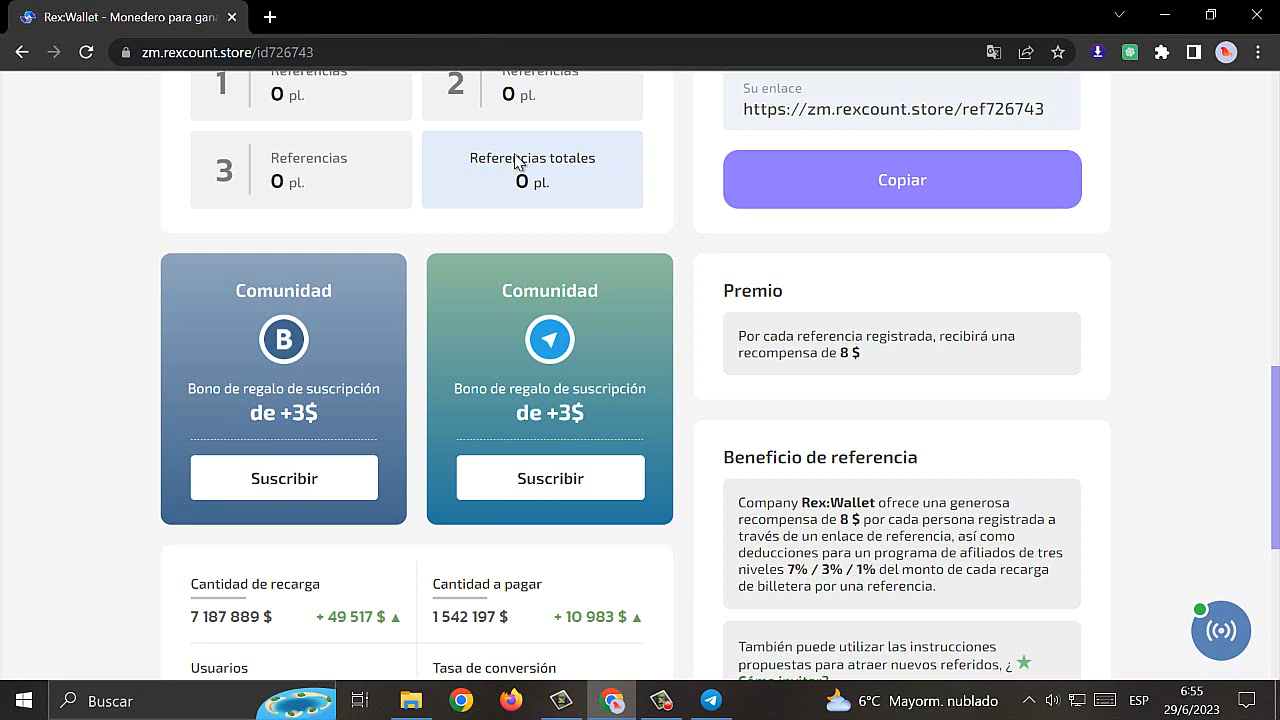 Rex:Wallet - Monedero para gana
zm.rexcount.store/id726743
1
Referencias
0 pl.
2
Referencias
0 pl.
3
Referencias
0 pl.
Referencias totales
0 pl.
Su enlace
https://zm.rexcount.store/ref726743
Copiar
Comunidad
B
Bono de regalo de suscripción
de +3$
Suscribir
Comunidad
Bono de regalo de suscripción
de +3$
Suscribir
Premio
Por cada referencia registrada, recibirá una
recompensa de 8 $
Beneficio de referencia
Company Rex:Wallet ofrece una generosa
recompensa de 8 $ por cada persona registrada a
través de un enlace de referencia, así como
deducciones para un programa de afiliados de tres
niveles 7% / 3% / 1% del monto de cada recarga
de billetera por una referencia.
También puede utilizar las instrucciones
propuestas para atraer nuevos referidos, ¿ ★
Cómo invitar?
Cantidad de recarga
7 187 889 $ + 49 517 $ ▲
Cantidad a pagar
1 542 197 $ + 10 983 $ ▲
Usuarios
Tasa de conversión
Buscar
6°C Mayorm. nublado
ESP
6:55
29/6/2023